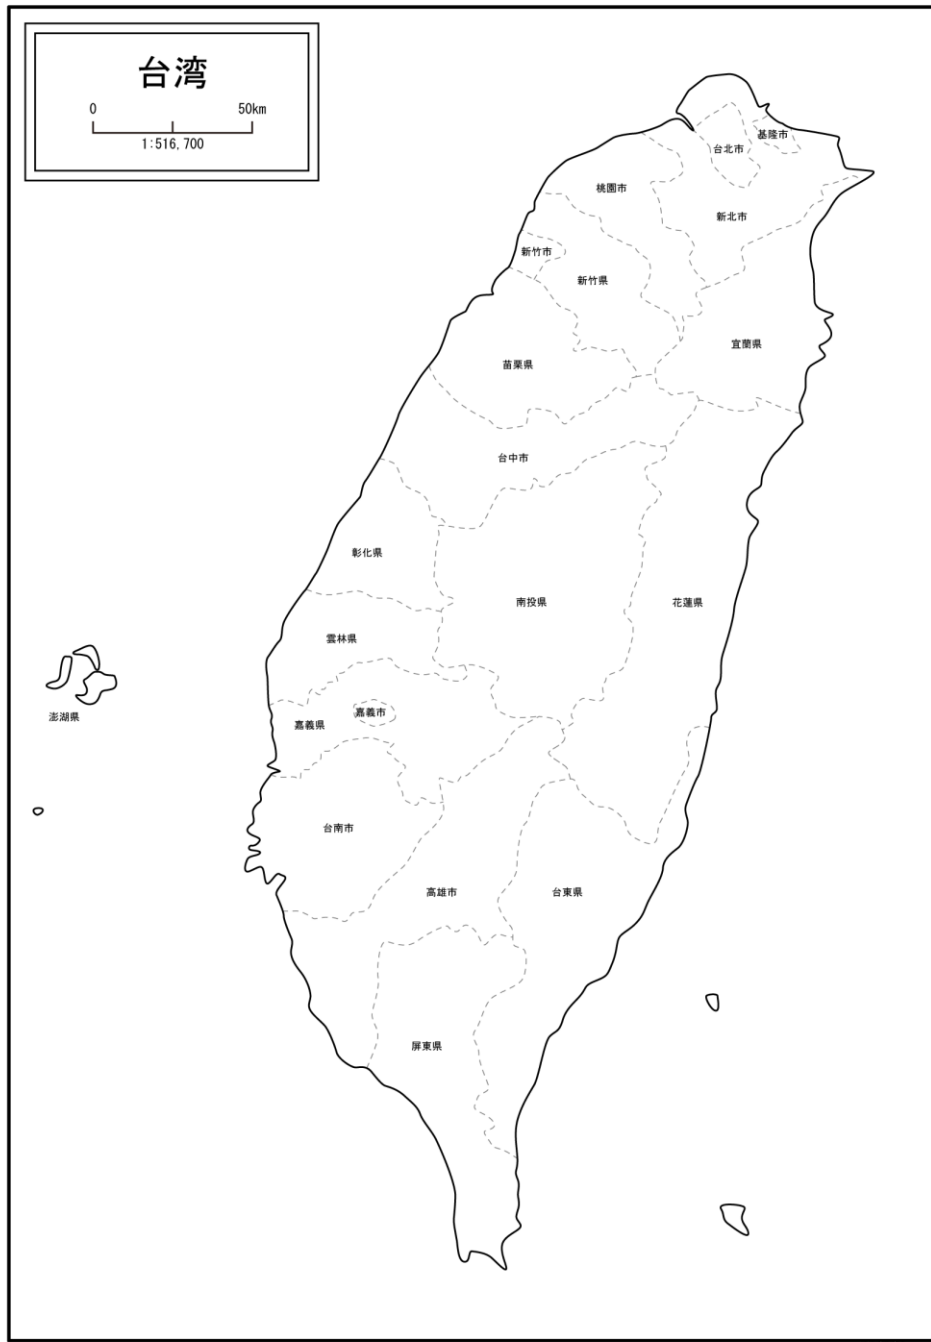 台湾
0 50km
1:516,700
基隆市
台北市
桃園市
新北市
新竹市
新竹県
宜蘭県
苗栗県
台中市
彰化県
南投県
花蓮県
雲林県
澎湖県
嘉義市
嘉義県
台南市
高雄市
台東県
屏東県